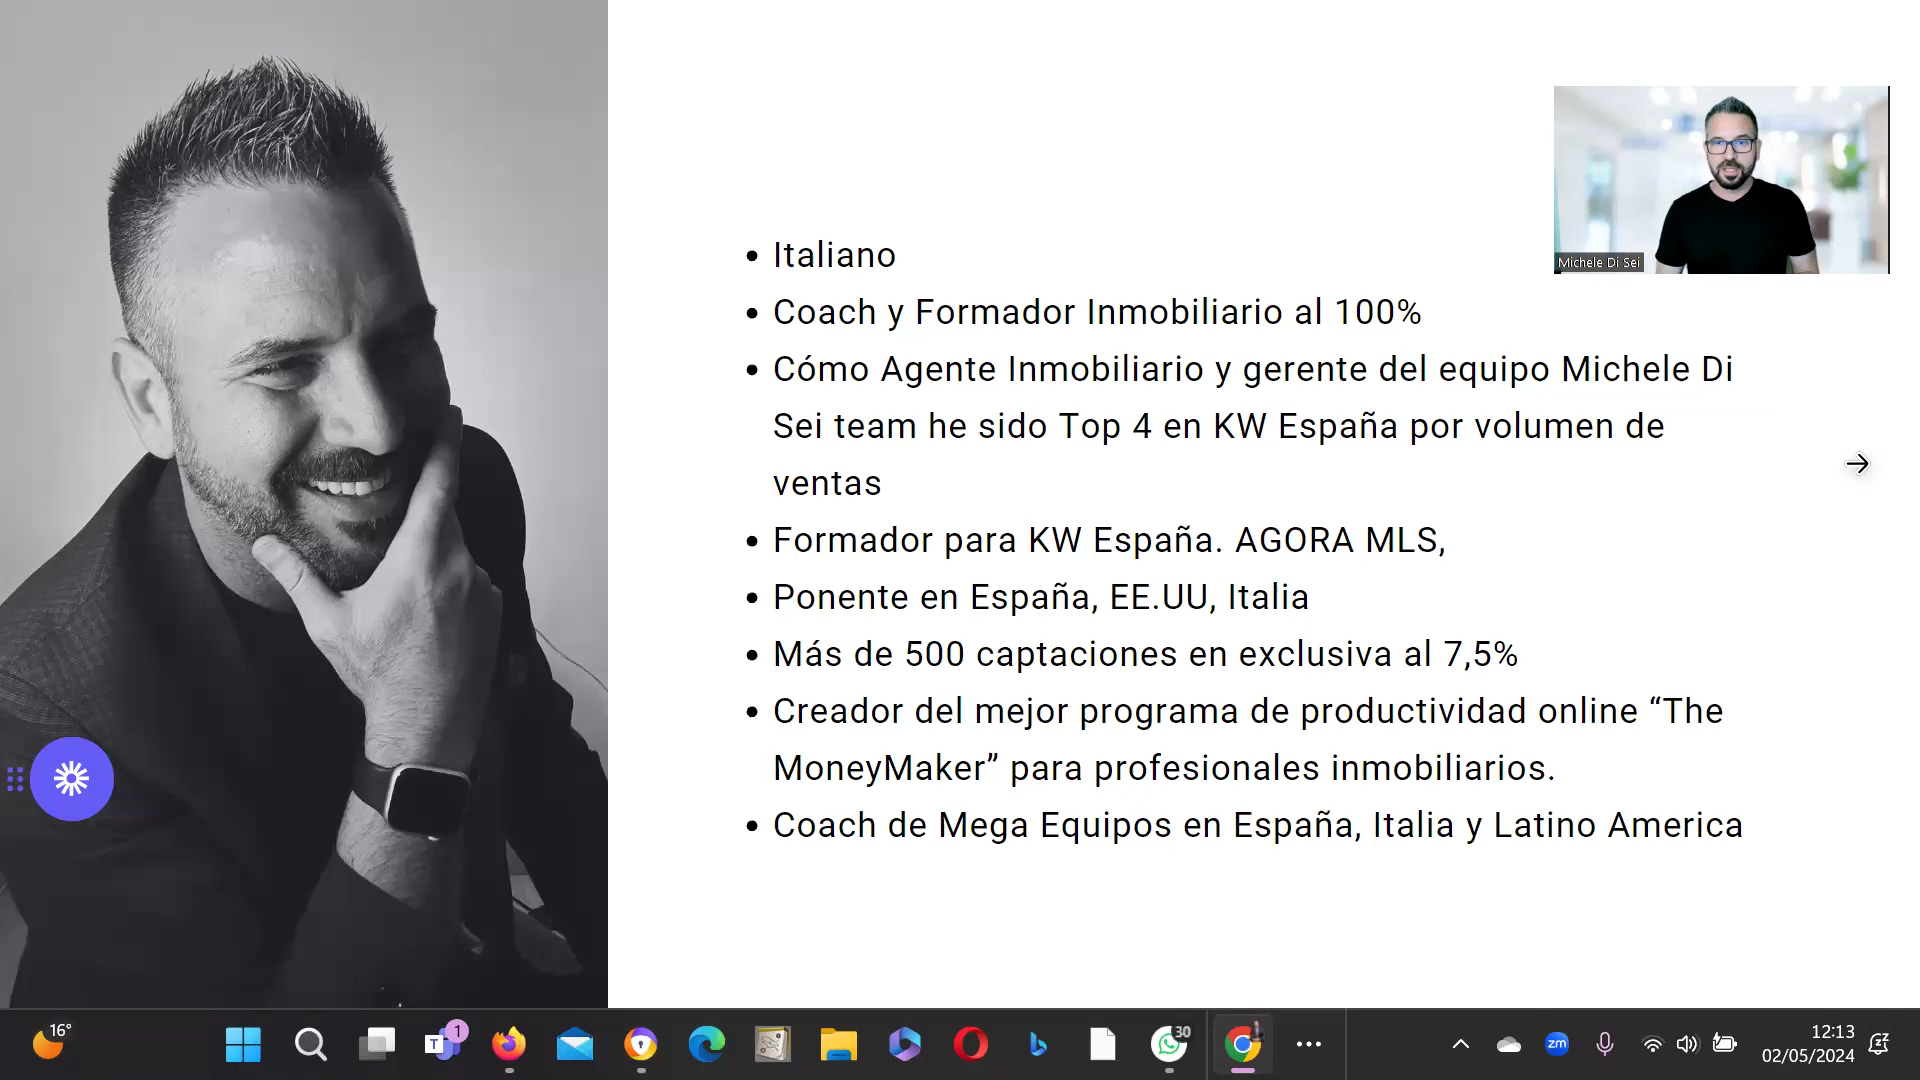 Michele Di Sei
• Italiano
• Coach y Formador Inmobiliario al 100%
• Cómo Agente Inmobiliario y gerente del equipo Michele Di
Sei team he sido Top 4 en KW España por volumen de
ventas
• Formador para KW España. AGORA MLS,
• Ponente en España, EE.UU, Italia
• Más de 500 captaciones en exclusiva al 7,5%
• Creador del mejor programa de productividad online “The
MoneyMaker” para profesionales inmobiliarios.
• Coach de Mega Equipos en España, Italia y Latino America
16°
T 1
30
zm
12:13
02/05/2024